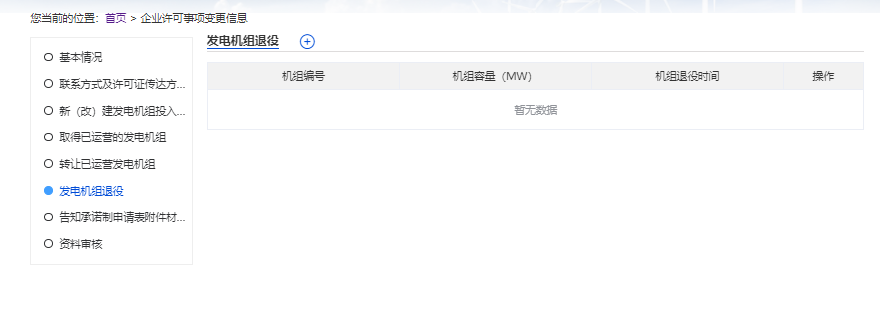 您当前的位置：首页 > 企业许可事项变更信息
基本情况
联系方式及许可证传达方...
新（改）建发电机组投入...
取得已运营的发电机组
转让已运营发电机组
发电机组退役
告知承诺制申请表附件材...
资料审核
发电机组退役
机组编号 机组容量（MW） 机组退役时间 操作
暂无数据